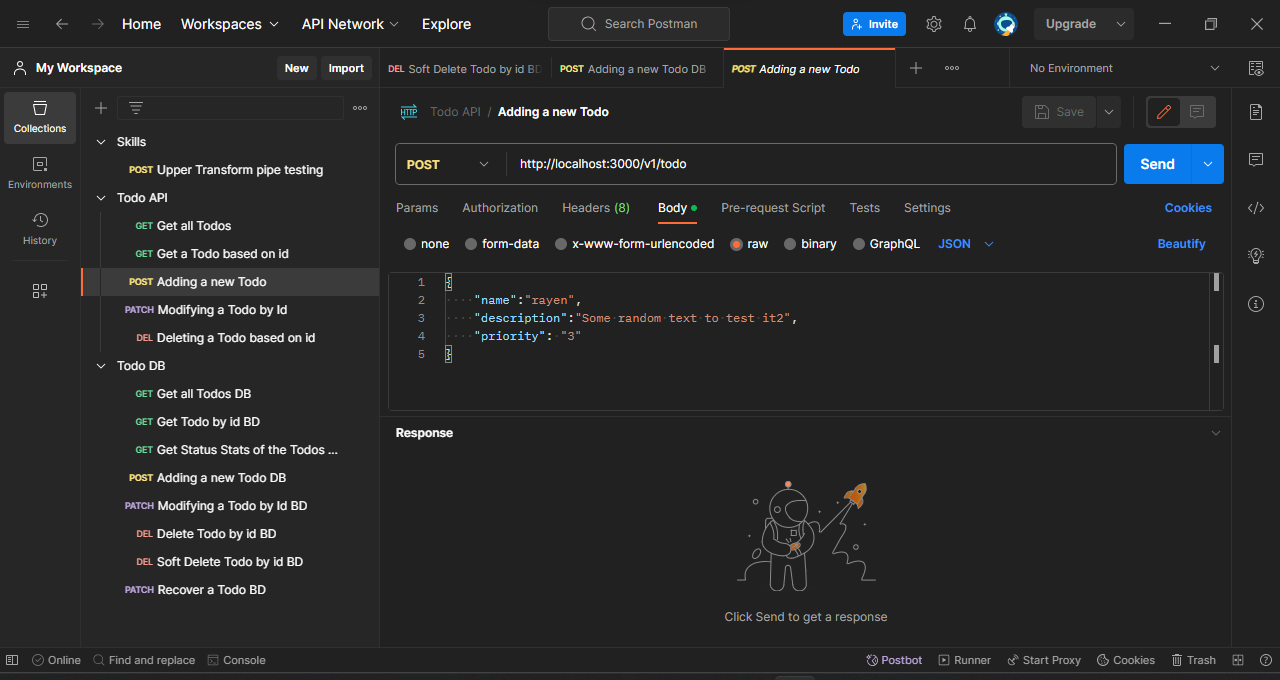 Home Workspaces API Network Explore Search Postman Invite Upgrade
My Workspace New Import DEL Soft Delete Todo by id BD POST Adding a new Todo DB POST Adding a new Todo No Environment
Collections
Environments
History
Skills
POST Upper Transform pipe testing
Todo API
GET Get all Todos
GET Get a Todo based on id
POST Adding a new Todo
PATCH Modifying a Todo by Id
DEL Deleting a Todo based on id
Todo DB
GET Get all Todos DB
GET Get Todo by id BD
GET Get Status Stats of the Todos ...
POST Adding a new Todo DB
PATCH Modifying a Todo by Id BD
DEL Delete Todo by id BD
DEL Soft Delete Todo by id BD
PATCH Recover a Todo BD
HTTP Todo API / Adding a new Todo Save
POST http://localhost:3000/v1/todo Send
Params Authorization Headers (8) Body Pre-request Script Tests Settings Cookies
none form-data x-www-form-urlencoded raw binary GraphQL JSON Beautify
1 {
2 "name":"rayen",
3 "description":"Some random text to test it2",
4 "priority": "3"
5 }
Response
Click Send to get a response
Online Find and replace Console Postbot Runner Start Proxy Cookies Trash